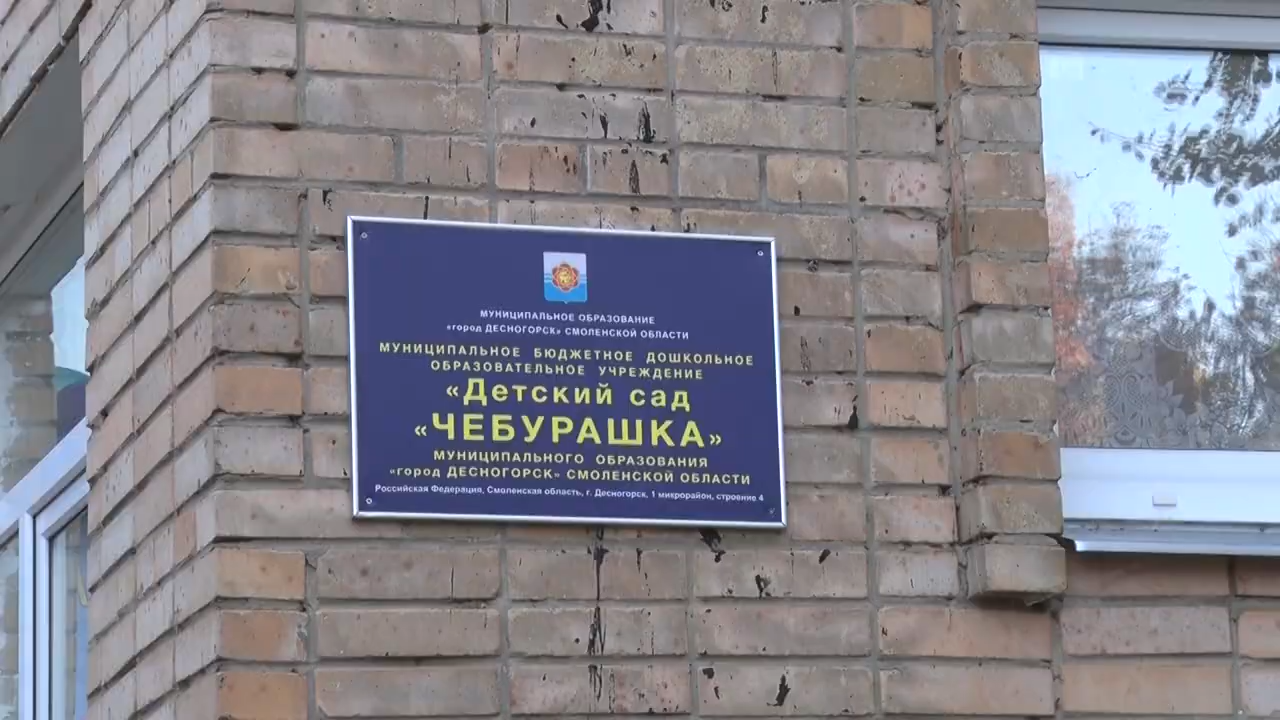 МУНИЦИПАЛЬНОЕ ОБРАЗОВАНИЕ
«город ДЕСНОГОРСК» СМОЛЕНСКОЙ ОБЛАСТИ
МУНИЦИПАЛЬНОЕ БЮДЖЕТНОЕ ДОШКОЛЬНОЕ
ОБРАЗОВАТЕЛЬНОЕ УЧРЕЖДЕНИЕ
«Детский сад
«ЧЕБУРАШКА»
МУНИЦИПАЛЬНОГО ОБРАЗОВАНИЯ
«город ДЕСНОГОРСК» СМОЛЕНСКОЙ ОБЛАСТИ
Российская Федерация, Смоленская область, г. Десногорск, 1 микрорайон, строение 4